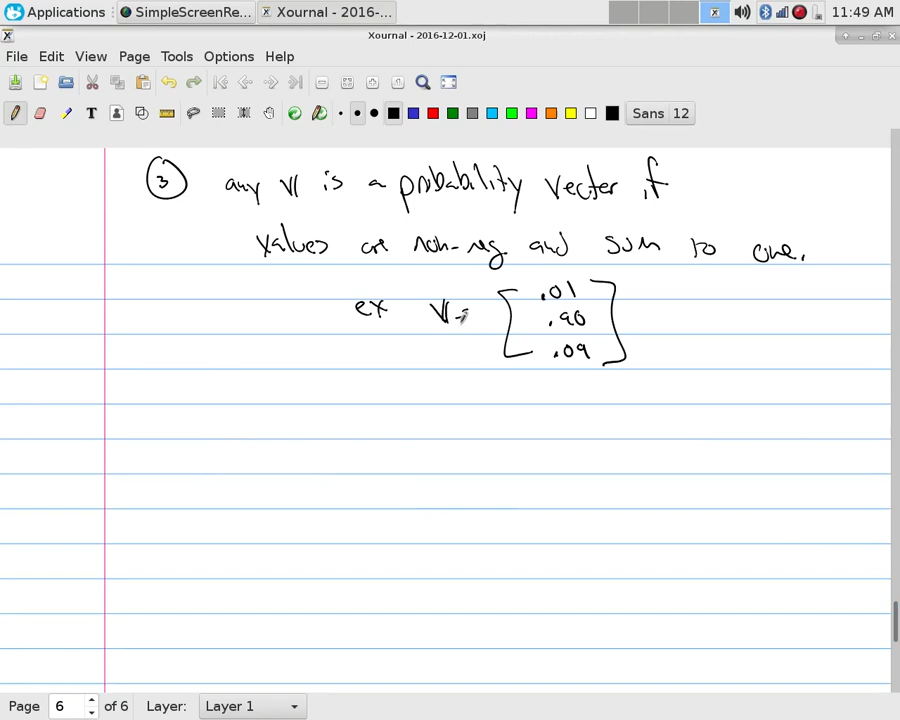 Applications SimpleScreenRe... Xournal - 2016-... 11:49 AM
Xournal - 2016-12-01.xoj
File Edit View Page Tools Options Help
Sans 12
③ any v is a probability vector if
values are non-neg and sum to one.
ex v= [ .01
.90
.09 ]
Page 6 of 6 Layer: Layer 1